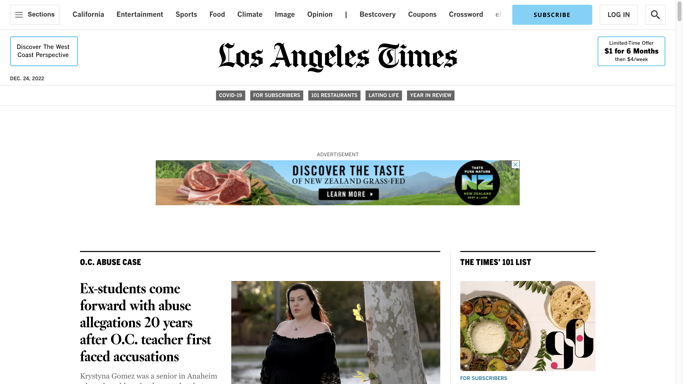 Sections
California
Entertainment
Sports
Food
Climate
Image
Opinion
|
Bestcovery
Coupons
Crossword
SUBSCRIBE
LOG IN
Discover The West
Coast Perspective
Los Angeles Times
Limited-Time Offer
$1 for 6 Months
then $4/week
DEC. 24, 2022
COVID-19
FOR SUBSCRIBERS
101 RESTAURANTS
LATINO LIFE
YEAR IN REVIEW
ADVERTISEMENT
DISCOVER THE TASTE
OF NEW ZEALAND GRASS-FED
LEARN MORE
TASTE
PURE NATURE
NZ
NEW ZEALAND
BEEF & LAMB
O.C. ABUSE CASE
Ex-students come
forward with abuse
allegations 20 years
after O.C. teacher first
faced accusations
Krystyna Gomez was a senior in Anaheim
THE TIMES' 101 LIST
FOR SUBSCRIBERS